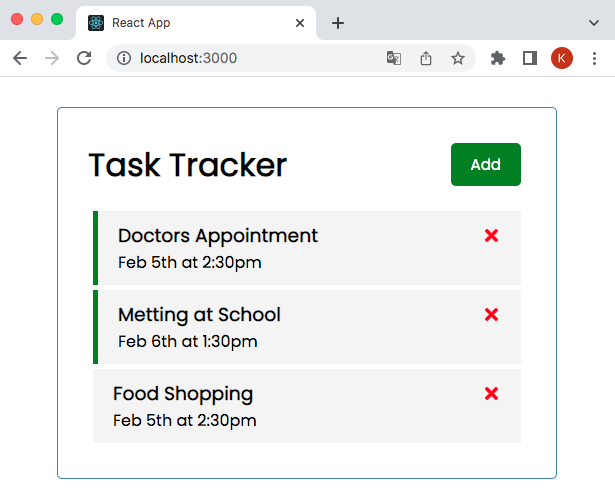 React App
localhost:3000
K
Task Tracker
Add
Doctors Appointment
Feb 5th at 2:30pm
Metting at School
Feb 6th at 1:30pm
Food Shopping
Feb 5th at 2:30pm